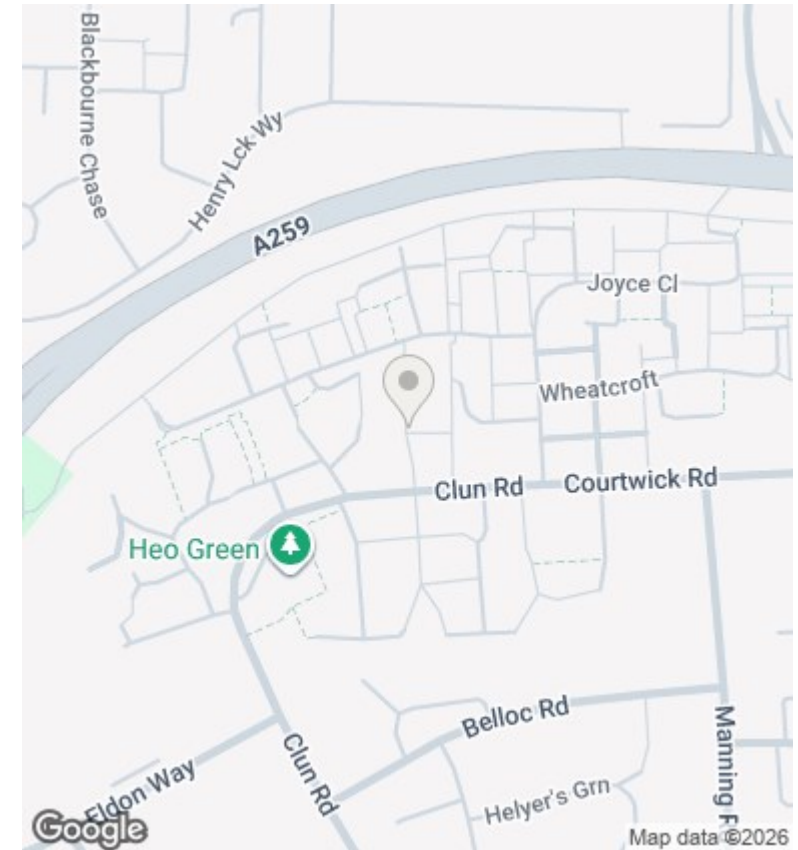 Blackbourne Chase
Henry Lck Wy
A259
Joyce Cl
Wheatcroft
Clun Rd
Courtwick Rd
Heo Green
Belloc Rd
Manning R
Clun Rd
Eldon Way
Helyer's Grn
Google
Map data ©2026